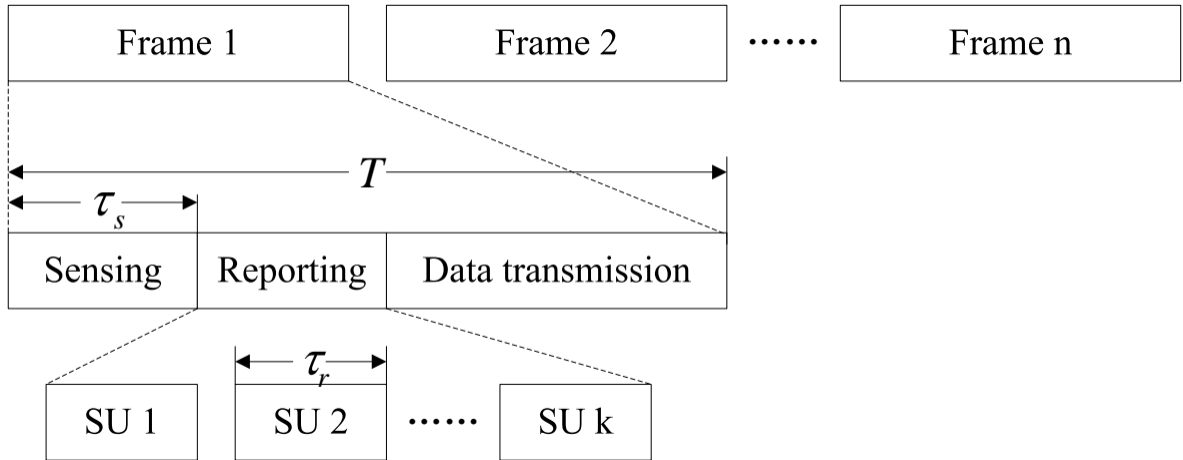 Frame 1 Frame 2 ...... Frame n
T
τs
Sensing Reporting Data transmission
τr
SU 1 SU 2 ...... SU k